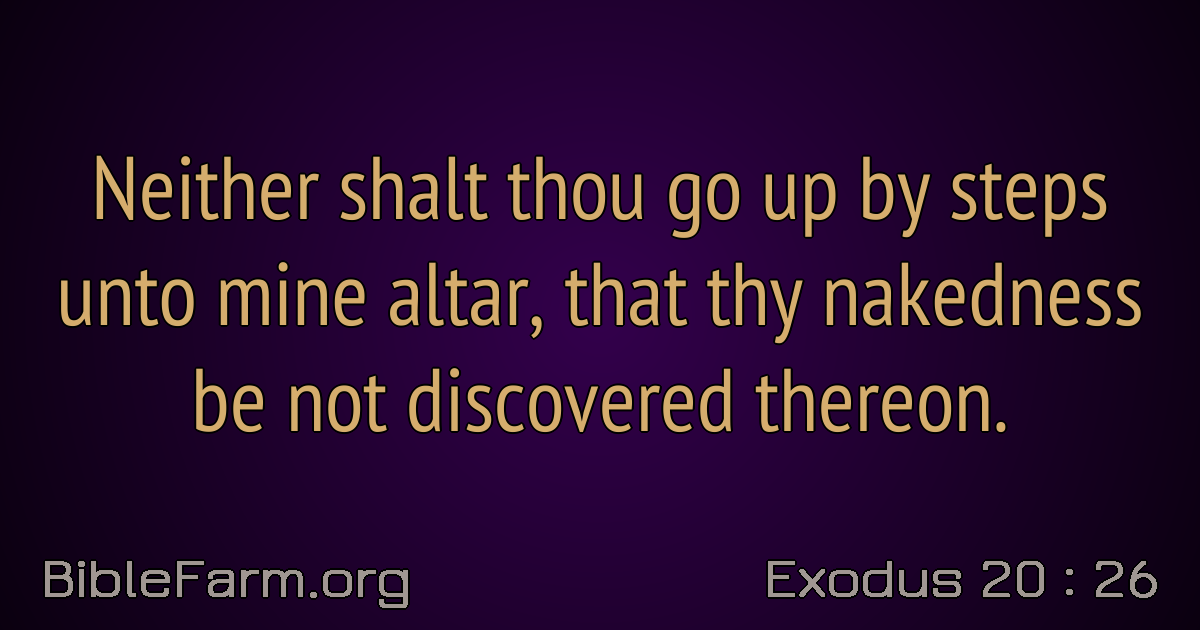 Neither shalt thou go up by steps
unto mine altar, that thy nakedness
be not discovered thereon.
BibleFarm.org
Exodus 20 : 26